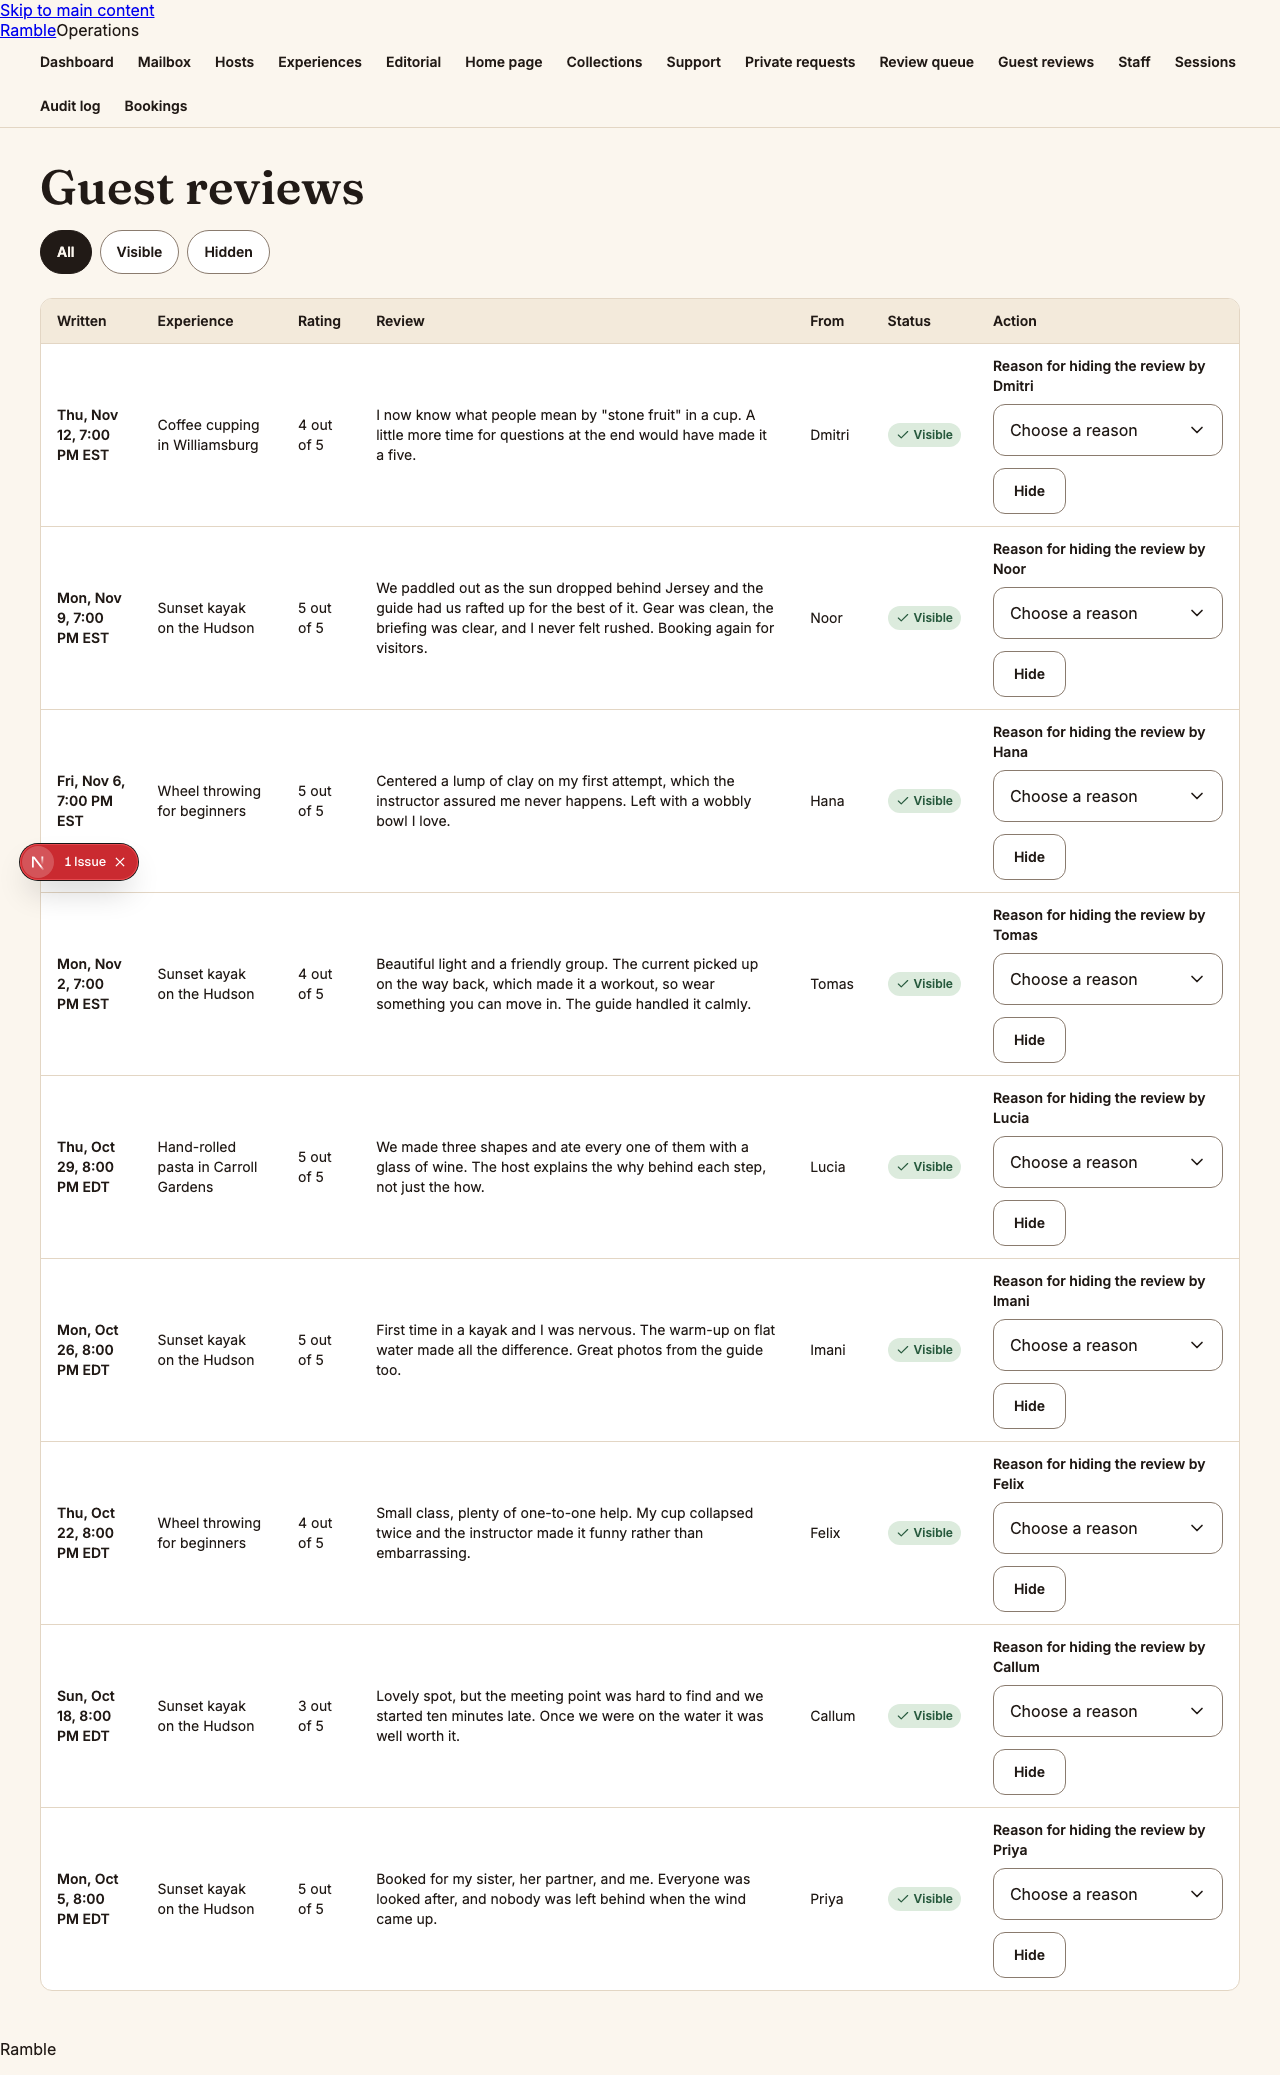 Skip to main content
RambleOperations
Dashboard Mailbox Hosts Experiences Editorial Home page Collections Support Private requests Review queue Guest reviews Staff Sessions
Audit log Bookings
Guest reviews
All Visible Hidden
Written Experience Rating Review From Status Action
Thu, Nov
12, 7:00
PM EST
Coffee cupping
in Williamsburg
4 out
of 5
I now know what people mean by "stone fruit" in a cup. A
little more time for questions at the end would have made it
a five.
Dmitri
Visible
Reason for hiding the review by
Dmitri
Choose a reason
Hide
Mon, Nov
9, 7:00
PM EST
Sunset kayak
on the Hudson
5 out
of 5
We paddled out as the sun dropped behind Jersey and the
guide had us rafted up for the best of it. Gear was clean, the
briefing was clear, and I never felt rushed. Booking again for
visitors.
Noor
Visible
Reason for hiding the review by
Noor
Choose a reason
Hide
Fri, Nov 6,
7:00 PM
EST
Wheel throwing
for beginners
5 out
of 5
Centered a lump of clay on my first attempt, which the
instructor assured me never happens. Left with a wobbly
bowl I love.
Hana
Visible
Reason for hiding the review by
Hana
Choose a reason
Hide
1 Issue
Mon, Nov
2, 7:00
PM EST
Sunset kayak
on the Hudson
4 out
of 5
Beautiful light and a friendly group. The current picked up
on the way back, which made it a workout, so wear
something you can move in. The guide handled it calmly.
Tomas
Visible
Reason for hiding the review by
Tomas
Choose a reason
Hide
Thu, Oct
29, 8:00
PM EDT
Hand-rolled
pasta in Carroll
Gardens
5 out
of 5
We made three shapes and ate every one of them with a
glass of wine. The host explains the why behind each step,
not just the how.
Lucia
Visible
Reason for hiding the review by
Lucia
Choose a reason
Hide
Mon, Oct
26, 8:00
PM EDT
Sunset kayak
on the Hudson
5 out
of 5
First time in a kayak and I was nervous. The warm-up on flat
water made all the difference. Great photos from the guide
too.
Imani
Visible
Reason for hiding the review by
Imani
Choose a reason
Hide
Thu, Oct
22, 8:00
PM EDT
Wheel throwing
for beginners
4 out
of 5
Small class, plenty of one-to-one help. My cup collapsed
twice and the instructor made it funny rather than
embarrassing.
Felix
Visible
Reason for hiding the review by
Felix
Choose a reason
Hide
Sun, Oct
18, 8:00
PM EDT
Sunset kayak
on the Hudson
3 out
of 5
Lovely spot, but the meeting point was hard to find and we
started ten minutes late. Once we were on the water it was
well worth it.
Callum
Visible
Reason for hiding the review by
Callum
Choose a reason
Hide
Mon, Oct
5, 8:00
PM EDT
Sunset kayak
on the Hudson
5 out
of 5
Booked for my sister, her partner, and me. Everyone was
looked after, and nobody was left behind when the wind
came up.
Priya
Visible
Reason for hiding the review by
Priya
Choose a reason
Hide
Ramble